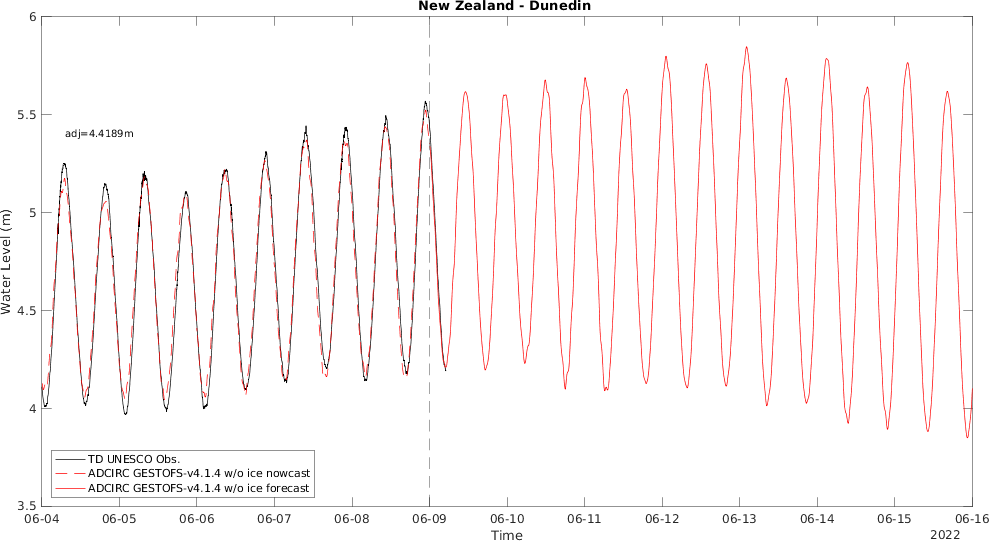 New Zealand - Dunedin
6
5.5
adj=4.4189m
5
Water Level (m)
4.5
4
TD UNESCO Obs.
ADCIRC GESTOFS-v4.1.4 w/o ice nowcast
ADCIRC GESTOFS-v4.1.4 w/o ice forecast
3.5
06-04 06-05 06-06 06-07 06-08 06-09 06-10 06-11 06-12 06-13 06-14 06-15 06-16
Time
2022